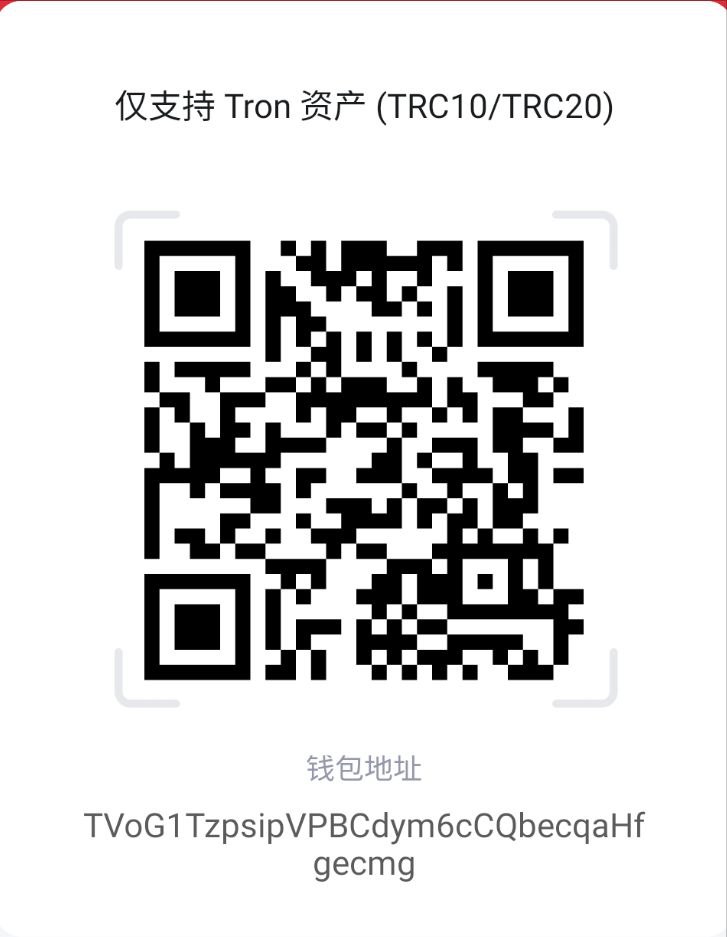 仅支持 Tron 资产 (TRC10/TRC20)
钱包地址
TVoG1TzpsipVPBCdym6cCQbecqaHf
gecmg